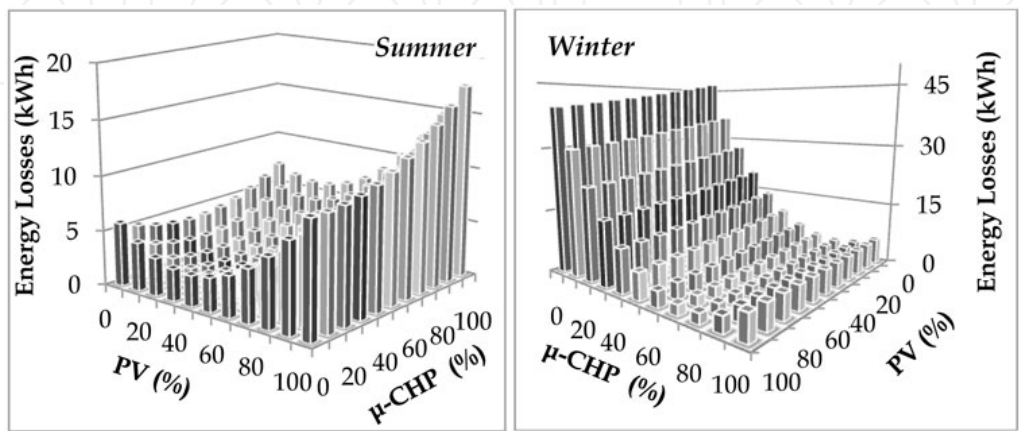 Summer
Energy Losses (kWh)
20
15
10
5
0
0 20 40 60 80 100
PV (%)
0 20 40 60 80 100
μ-CHP (%)
Winter
Energy Losses (kWh)
45
30
15
0
0 20 40 60 80 100
μ-CHP (%)
100 80 60 40 20 0
PV (%)